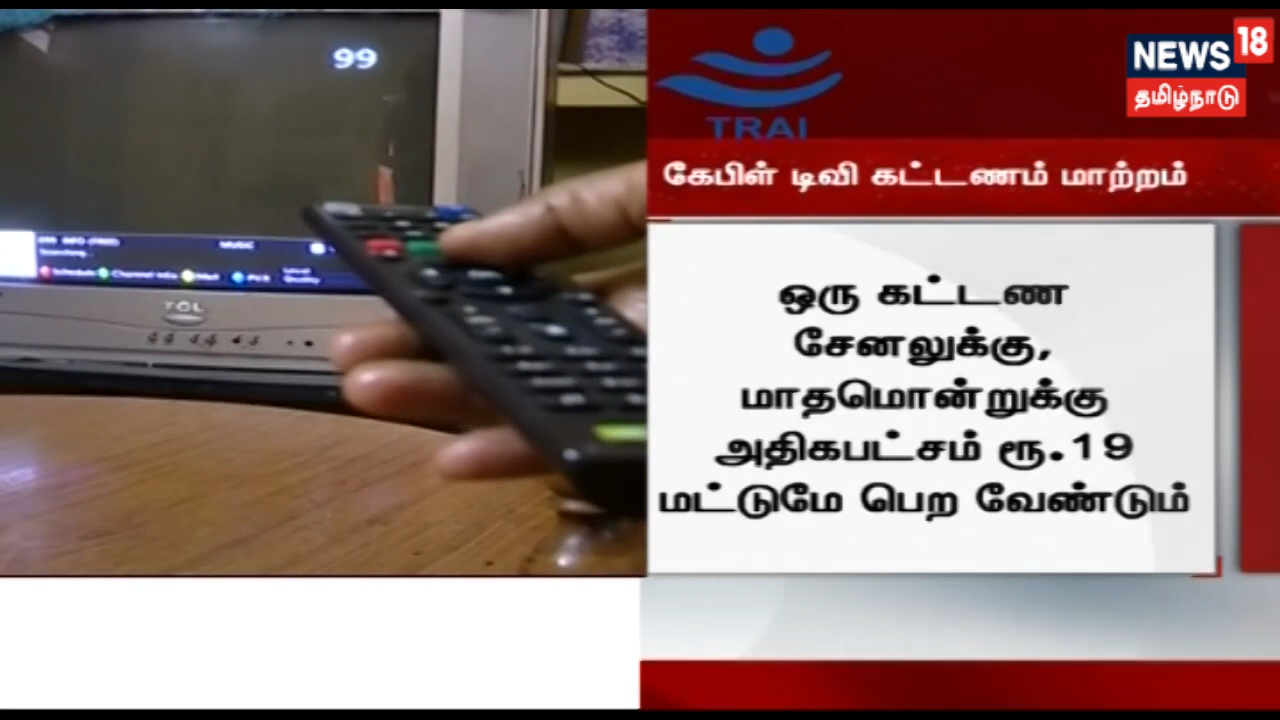 99
MUSIC
TCL
TRAI
NEWS 18
தமிழ்நாடு
கேபிள் டிவி கட்டணம் மாற்றம்
ஒரு கட்டண
சேனலுக்கு,
மாதமொன்றுக்கு
அதிகபட்சம் ரூ.19
மட்டுமே பெற வேண்டும்